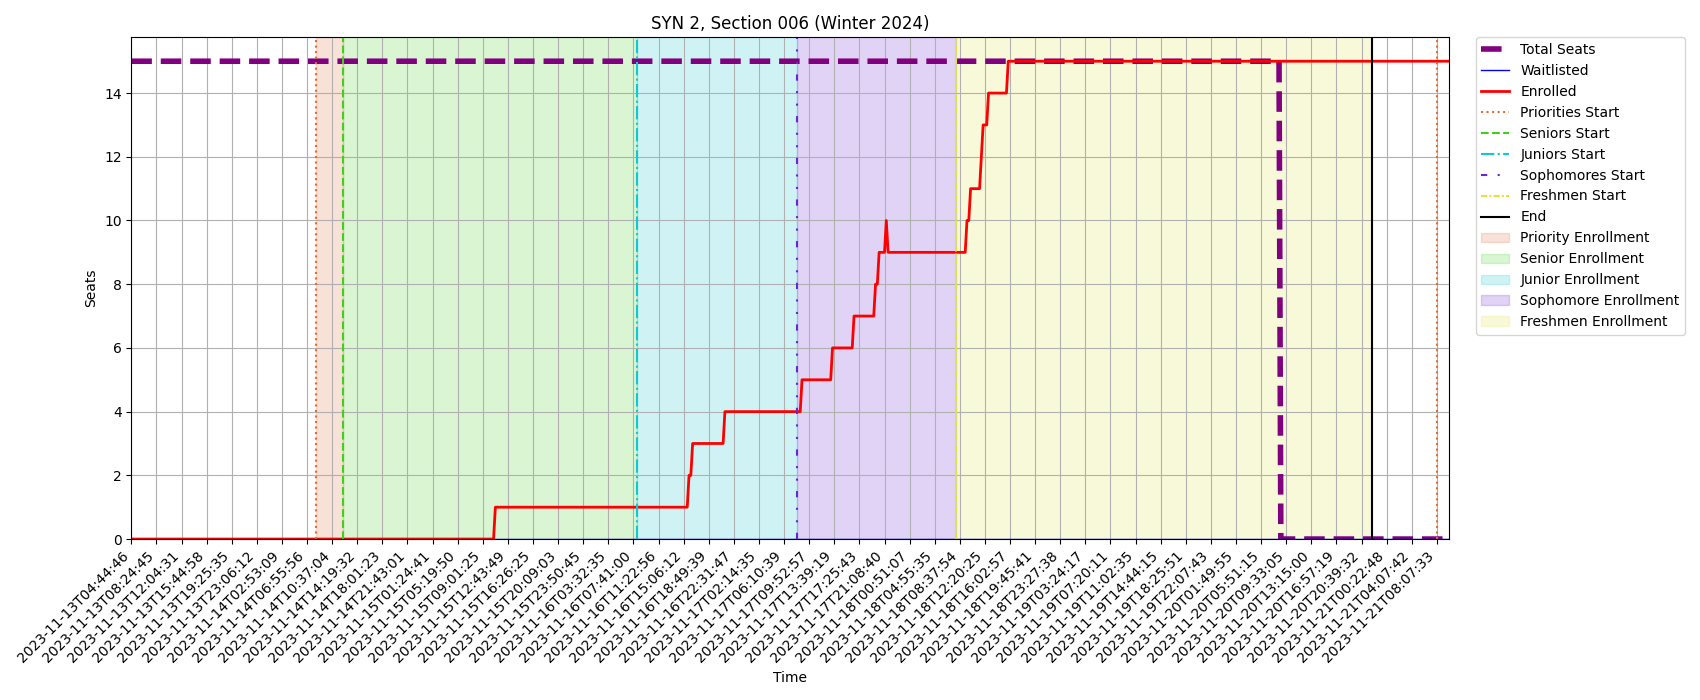 SYN 2, Section 006 (Winter 2024)
Seats
14
12
10
8
6
4
2
0
2023-11-13T04:44:46
2023-11-13T08:24:45
2023-11-13T12:04:31
2023-11-13T15:44:58
2023-11-13T19:25:35
2023-11-13T23:06:12
2023-11-14T02:53:09
2023-11-14T06:55:56
2023-11-14T10:37:04
2023-11-14T14:19:32
2023-11-14T18:01:23
2023-11-14T21:43:01
2023-11-15T01:24:41
2023-11-15T05:19:50
2023-11-15T09:01:25
2023-11-15T12:43:49
2023-11-15T16:26:25
2023-11-15T20:09:03
2023-11-15T23:50:45
2023-11-16T03:32:35
2023-11-16T07:41:00
2023-11-16T11:22:56
2023-11-16T15:06:12
2023-11-16T18:49:39
2023-11-16T22:31:47
2023-11-17T02:14:35
2023-11-17T06:10:39
2023-11-17T09:52:57
2023-11-17T13:39:19
2023-11-17T17:25:43
2023-11-17T21:08:40
2023-11-18T00:51:07
2023-11-18T04:55:35
2023-11-18T08:37:54
2023-11-18T12:20:25
2023-11-18T16:02:57
2023-11-18T19:45:41
2023-11-18T23:27:38
2023-11-19T03:24:17
2023-11-19T07:20:11
2023-11-19T11:02:35
2023-11-19T14:44:15
2023-11-19T18:25:51
2023-11-19T22:07:43
2023-11-20T01:49:55
2023-11-20T05:51:15
2023-11-20T09:33:05
2023-11-20T13:15:00
2023-11-20T16:57:19
2023-11-20T20:39:32
2023-11-21T00:22:48
2023-11-21T04:07:42
2023-11-21T08:07:33
Time
Total Seats
Waitlisted
Enrolled
Priorities Start
Seniors Start
Juniors Start
Sophomores Start
Freshmen Start
End
Priority Enrollment
Senior Enrollment
Junior Enrollment
Sophomore Enrollment
Freshmen Enrollment